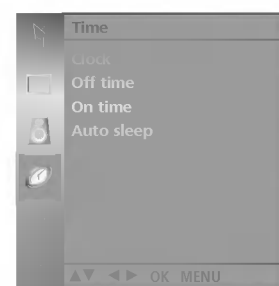 Time
Clock
Off time
On time
Auto sleep
▲▼ ◄► OK MENU